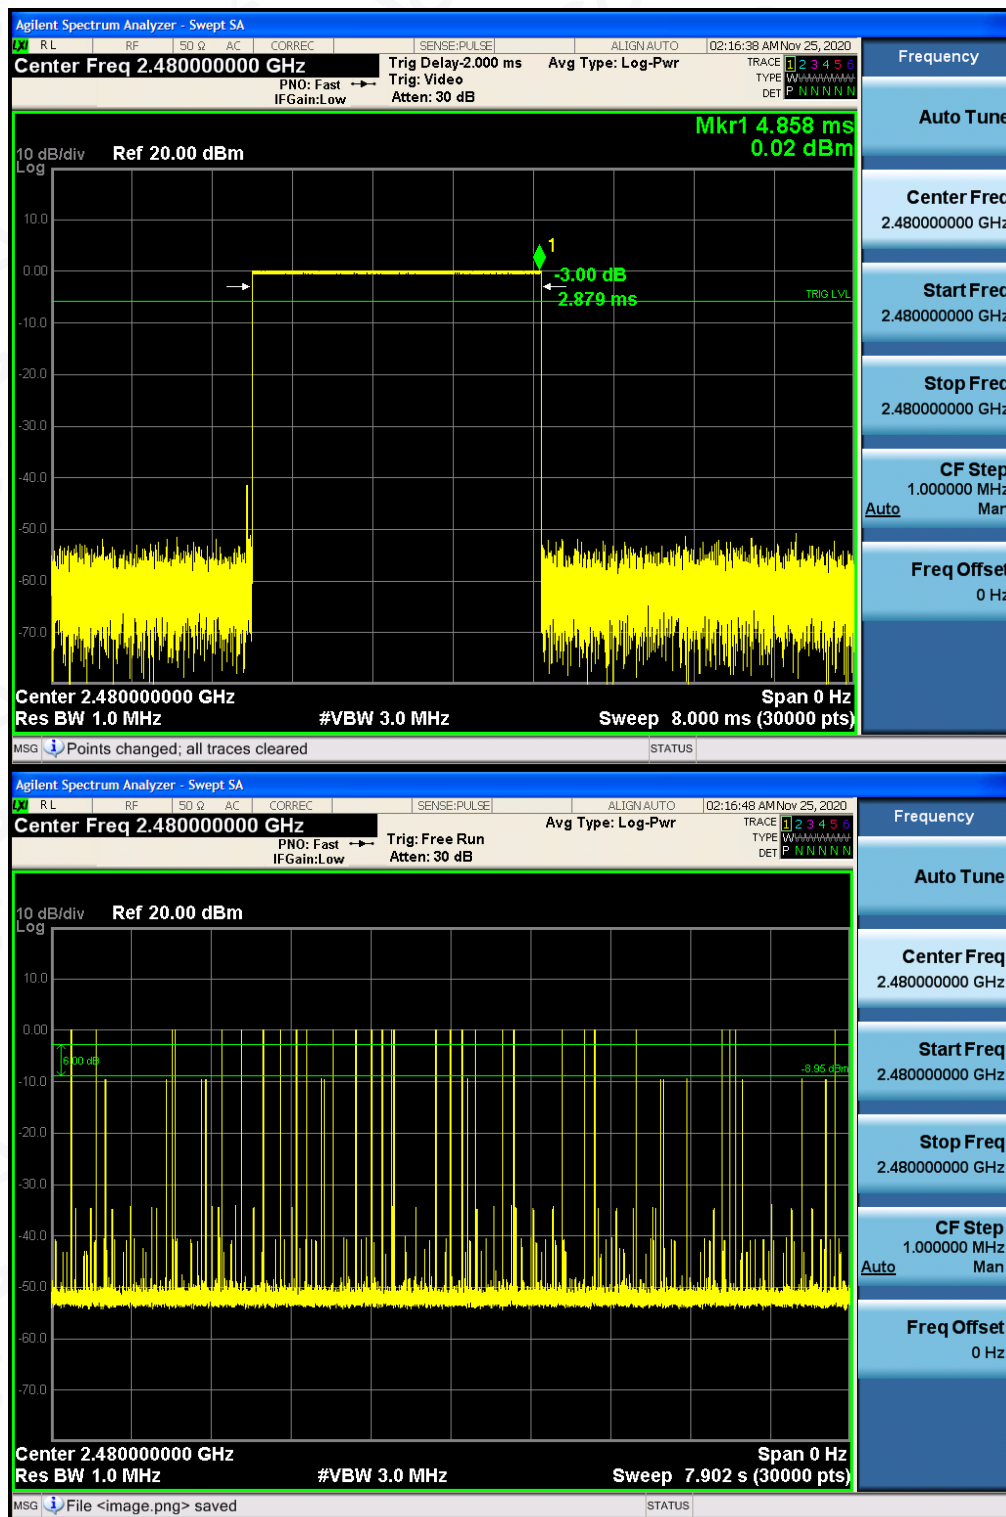 Agilent Spectrum Analyzer - Swept SA
LXI RL RF 50 Ω AC CORREC SENSE:PULSE ALIGN AUTO 02:16:38 AM Nov 25, 2020
Center Freq 2.480000000 GHz
PNO: Fast
IFGain:Low
Trig Delay-2.000 ms
Trig: Video
Atten: 30 dB
Avg Type: Log-Pwr
TRACE 1 2 3 4 5 6
TYPE WWWWWW
DET P N N N N N
Mkr1 4.858 ms
0.02 dBm
10 dB/div Ref 20.00 dBm
Log
10.0
0.00
-10.0
-20.0
-30.0
-40.0
-50.0
-60.0
-70.0
1
-3.00 dB
2.879 ms
TRIG LVL
Center 2.480000000 GHz Span 0 Hz
Res BW 1.0 MHz #VBW 3.0 MHz Sweep 8.000 ms (30000 pts)
MSG Points changed; all traces cleared STATUS
Frequency
Auto Tune
Center Freq
2.480000000 GHz
Start Freq
2.480000000 GHz
Stop Freq
2.480000000 GHz
CF Step
1.000000 MHz
Auto Man
Freq Offset
0 Hz
Agilent Spectrum Analyzer - Swept SA
LXI RL RF 50 Ω AC CORREC SENSE:PULSE ALIGN AUTO 02:16:48 AM Nov 25, 2020
Center Freq 2.480000000 GHz
PNO: Fast
IFGain:Low
Trig: Free Run
Atten: 30 dB
Avg Type: Log-Pwr
TRACE 1 2 3 4 5 6
TYPE WWWWWW
DET P N N N N N
10 dB/div Ref 20.00 dBm
Log
10.0
0.00
-10.0
-20.0
-30.0
-40.0
-50.0
-60.0
-70.0
6.00 dB
-8.95 dBm
Center 2.480000000 GHz Span 0 Hz
Res BW 1.0 MHz #VBW 3.0 MHz Sweep 7.902 s (30000 pts)
MSG File <image.png> saved STATUS
Frequency
Auto Tune
Center Freq
2.480000000 GHz
Start Freq
2.480000000 GHz
Stop Freq
2.480000000 GHz
CF Step
1.000000 MHz
Auto Man
Freq Offset
0 Hz